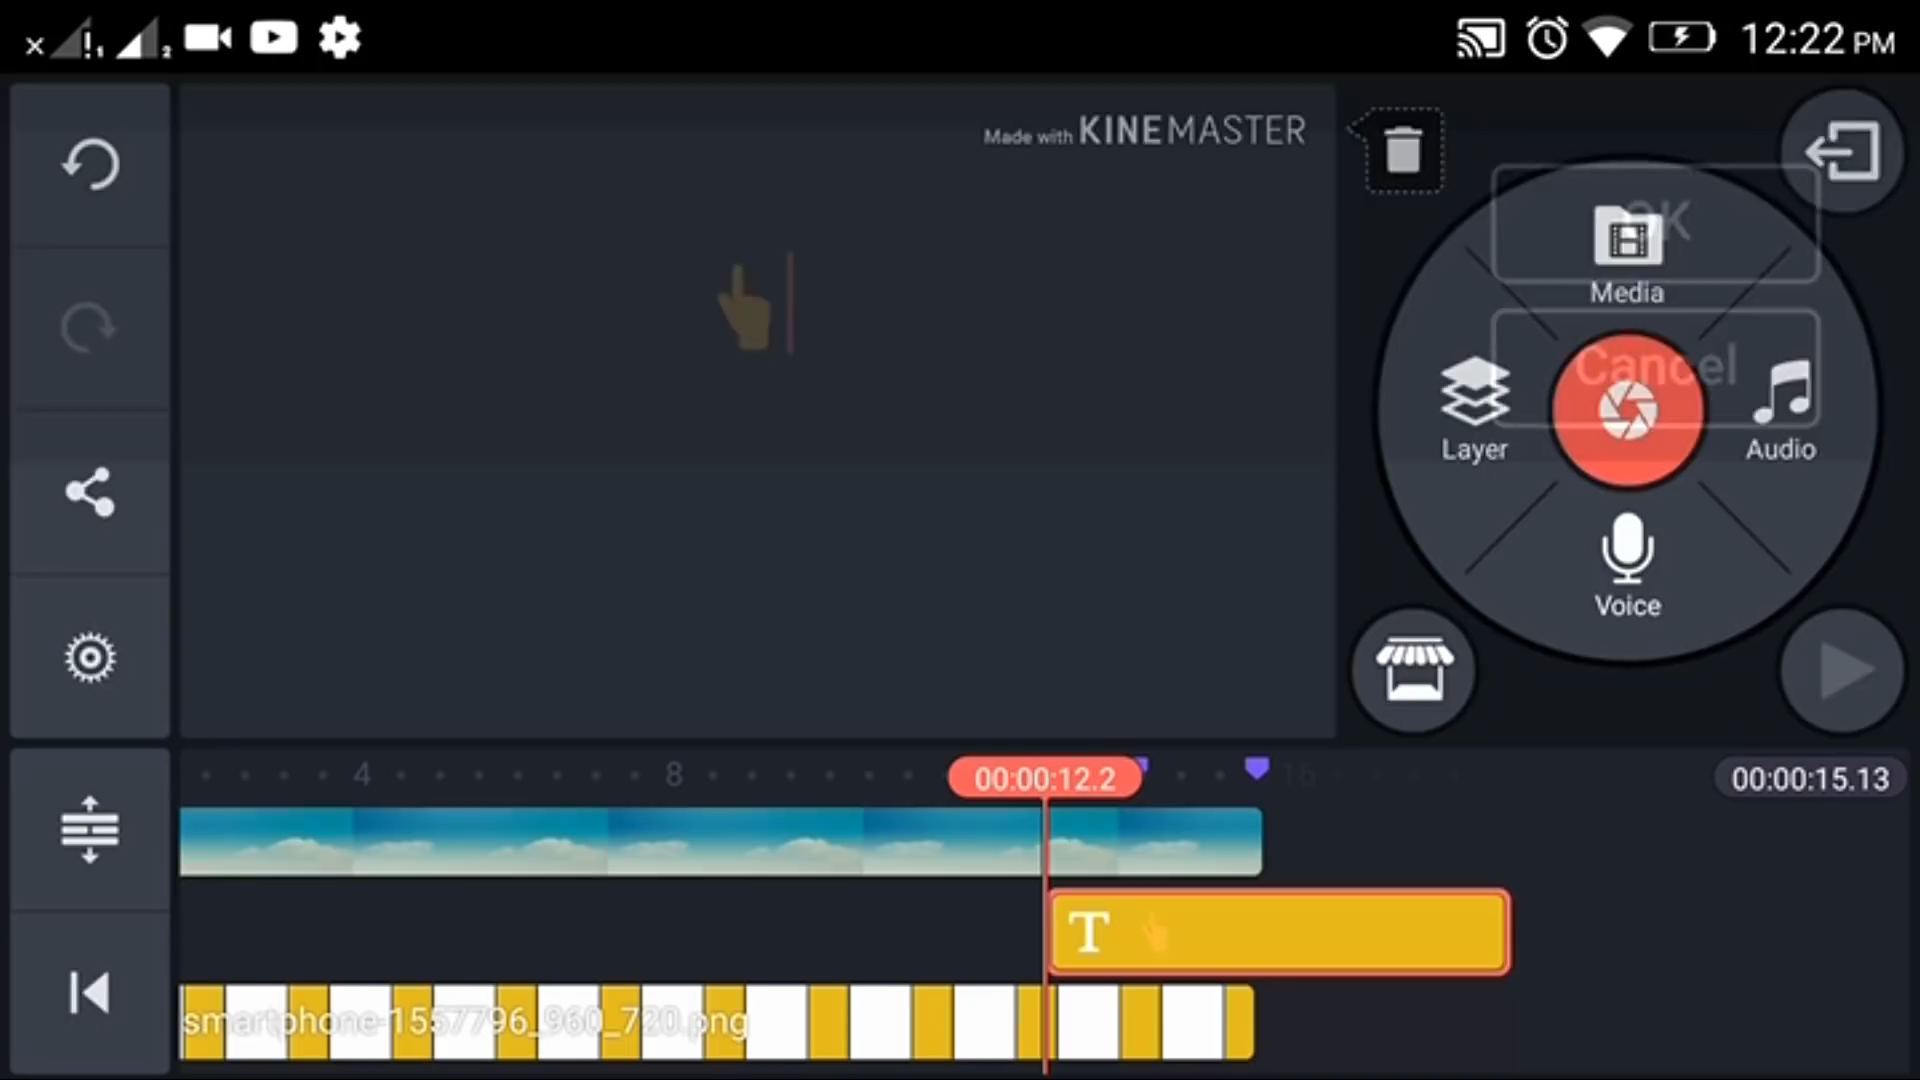 12:22 PM
Made with KINEMASTER
OK
Media
Cancel
Layer
Audio
Voice
4
8
00:00:12.2
16
00:00:15.13
T 👆
smartphone-1557796_960_720.png